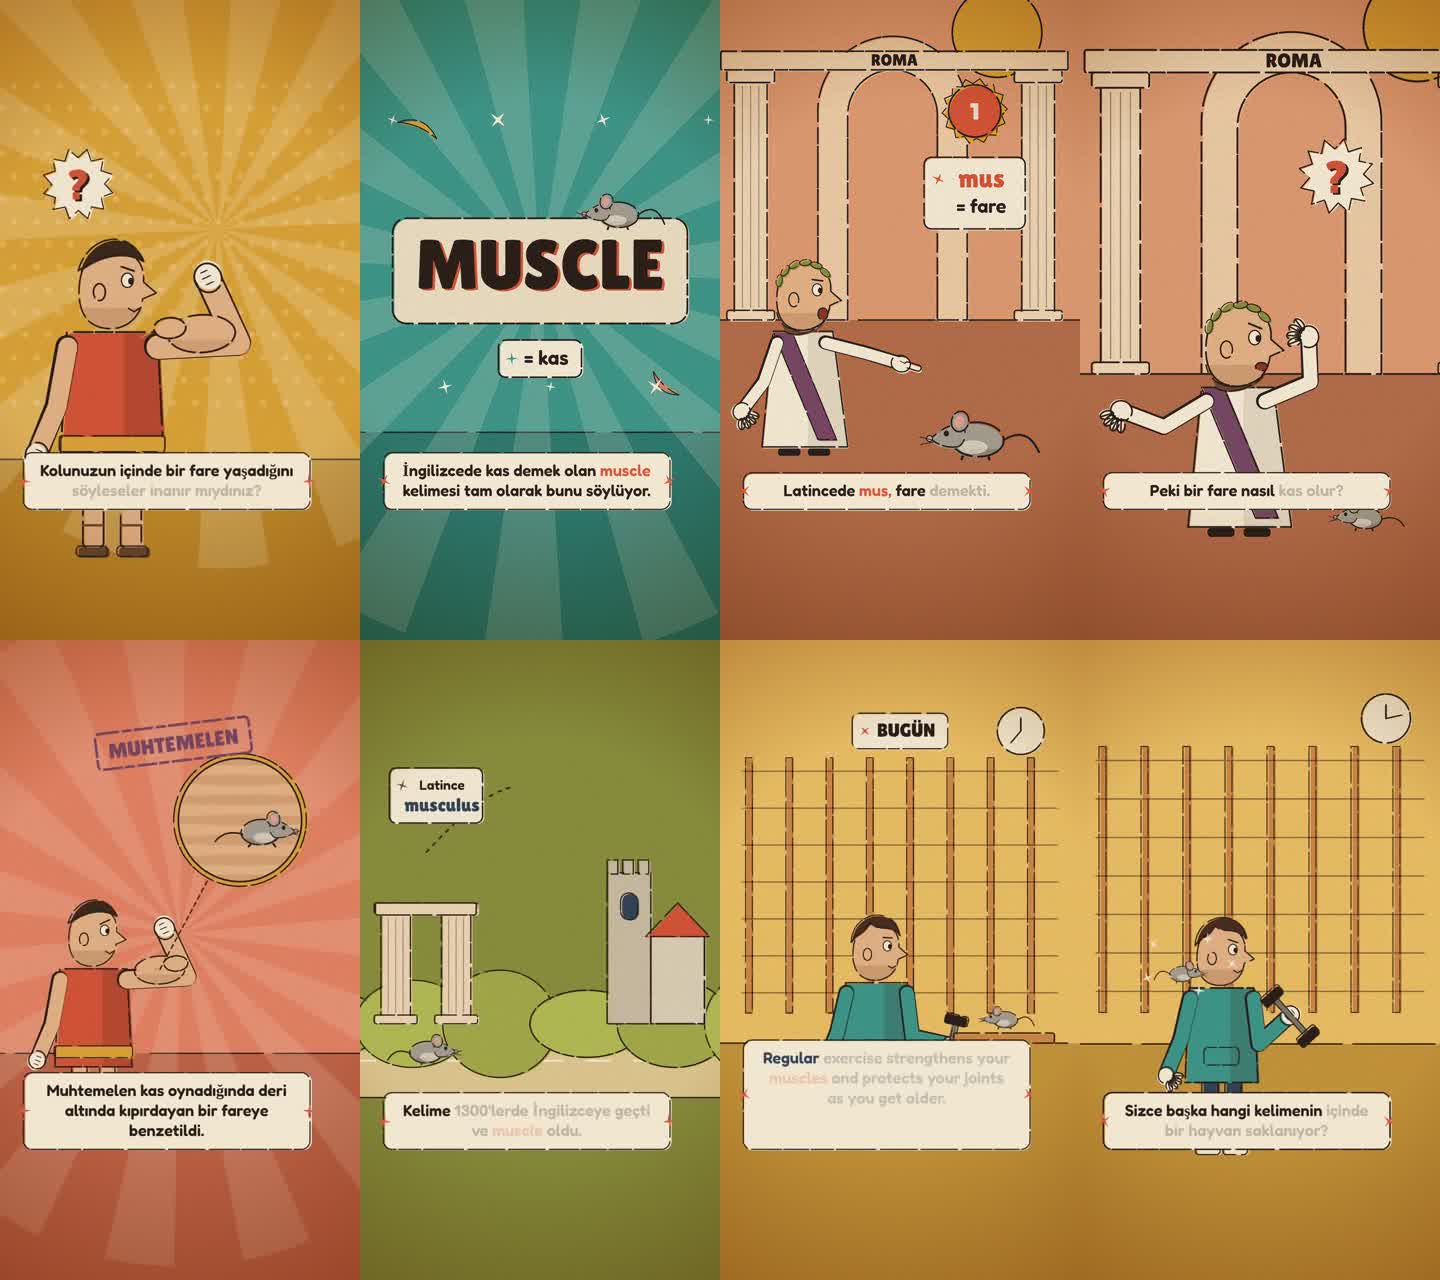 ?
Kolunuzun içinde bir fare yaşadığını
söyleseler inanır mıydınız?
MUSCLE
= kas
İngilizcede kas demek olan muscle
kelimesi tam olarak bunu söylüyor.
ROMA
1
mus
= fare
Latincede mus, fare demekti.
ROMA
?
Peki bir fare nasıl kas olur?
MUHTEMELEN
Muhtemelen kas oynadığında deri
altında kıpırdayan bir fareye
benzetildi.
Latince
musculus
Kelime 1300'lerde İngilizceye geçti
ve muscle oldu.
BUGÜN
Regular exercise strengthens your
muscles and protects your joints
as you get older.
Sizce başka hangi kelimenin içinde
bir hayvan saklanıyor?